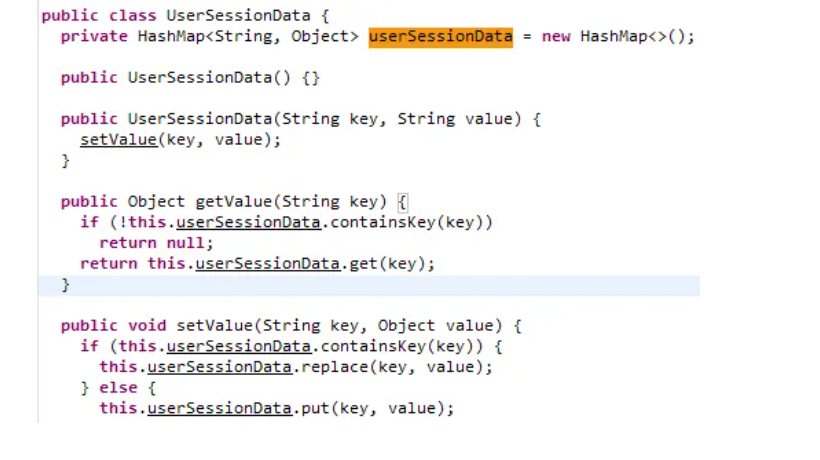 public class UserSessionData {
private HashMap<String, Object> userSessionData = new HashMap<>();
public UserSessionData() {}
public UserSessionData(String key, String value) {
setValue(key, value);
}
public Object getValue(String key) {
if (!this.userSessionData.containsKey(key))
return null;
return this.userSessionData.get(key);
}
public void setValue(String key, Object value) {
if (this.userSessionData.containsKey(key)) {
this.userSessionData.replace(key, value);
} else {
this.userSessionData.put(key, value);